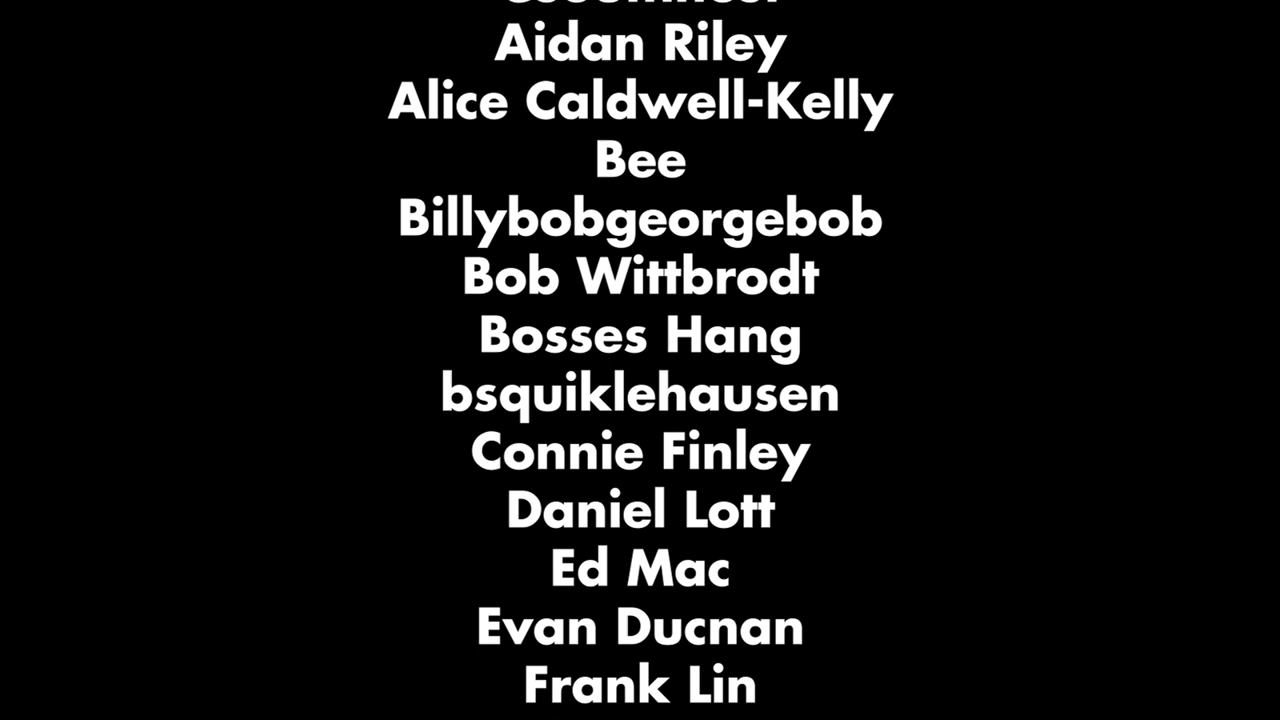 Aidan Riley
Alice Caldwell-Kelly
Bee
Billybobgeorgebob
Bob Wittbrodt
Bosses Hang
bsquiklehausen
Connie Finley
Daniel Lott
Ed Mac
Evan Ducnan
Frank Lin